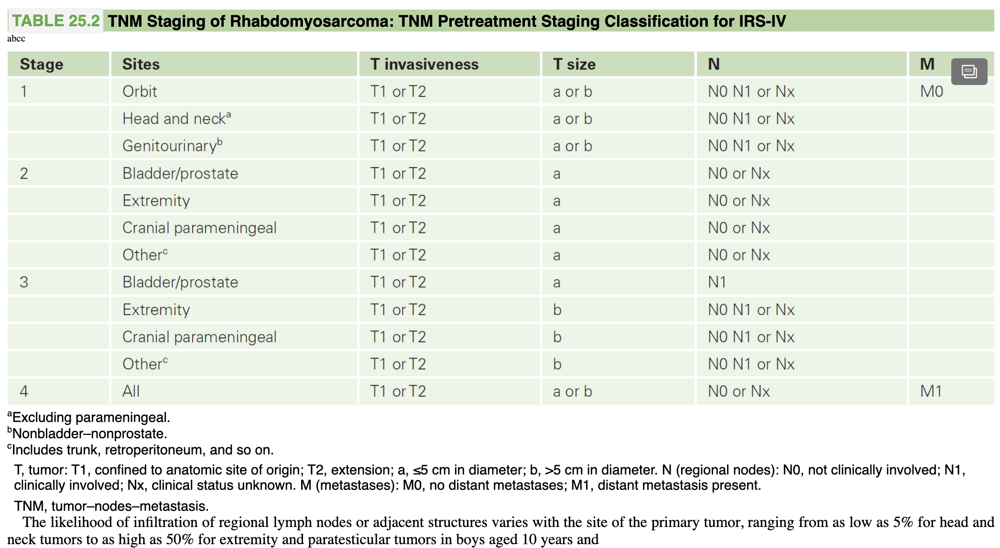 TABLE 25.2 TNM Staging of Rhabdomyosarcoma: TNM Pretreatment Staging Classification for IRS-IV
abcc
Stage Sites T invasiveness T size N M
1 Orbit T1 or T2 a or b N0 N1 or Nx M0
Head and neckᵃ T1 or T2 a or b N0 N1 or Nx
Genitourinaryᵇ T1 or T2 a or b N0 N1 or Nx
2 Bladder/prostate T1 or T2 a N0 or Nx
Extremity T1 or T2 a N0 or Nx
Cranial parameningeal T1 or T2 a N0 or Nx
Otherᶜ T1 or T2 a N0 or Nx
3 Bladder/prostate T1 or T2 a N1
Extremity T1 or T2 b N0 N1 or Nx
Cranial parameningeal T1 or T2 b N0 N1 or Nx
Otherᶜ T1 or T2 b N0 N1 or Nx
4 All T1 or T2 a or b N0 or Nx M1
ᵃExcluding parameningeal.
ᵇNonbladder–nonprostate.
ᶜIncludes trunk, retroperitoneum, and so on.
T, tumor: T1, confined to anatomic site of origin; T2, extension; a, ≤5 cm in diameter; b, >5 cm in diameter. N (regional nodes): N0, not clinically involved; N1,
clinically involved; Nx, clinical status unknown. M (metastases): M0, no distant metastases; M1, distant metastasis present.
TNM, tumor–nodes–metastasis.
The likelihood of infiltration of regional lymph nodes or adjacent structures varies with the site of the primary tumor, ranging from as low as 5% for head and
neck tumors to as high as 50% for extremity and paratesticular tumors in boys aged 10 years and